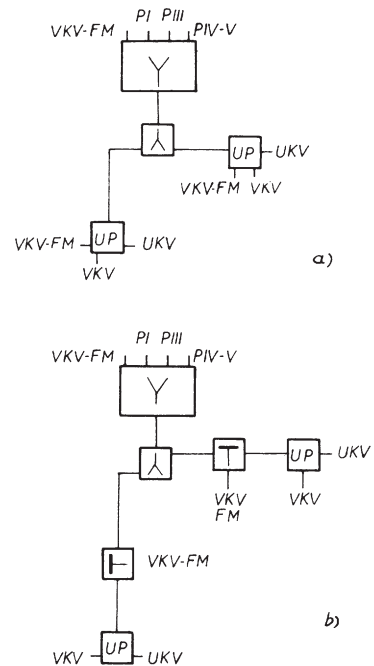 PI PIII
VKV-FM PIV-V
UP UKV
VKV-FM VKV
VKV-FM UP UKV
VKV
a)
PI PIII
VKV-FM PIV-V
UP UKV
VKV VKV
FM
VKV-FM
b)
UP
VKV UKV